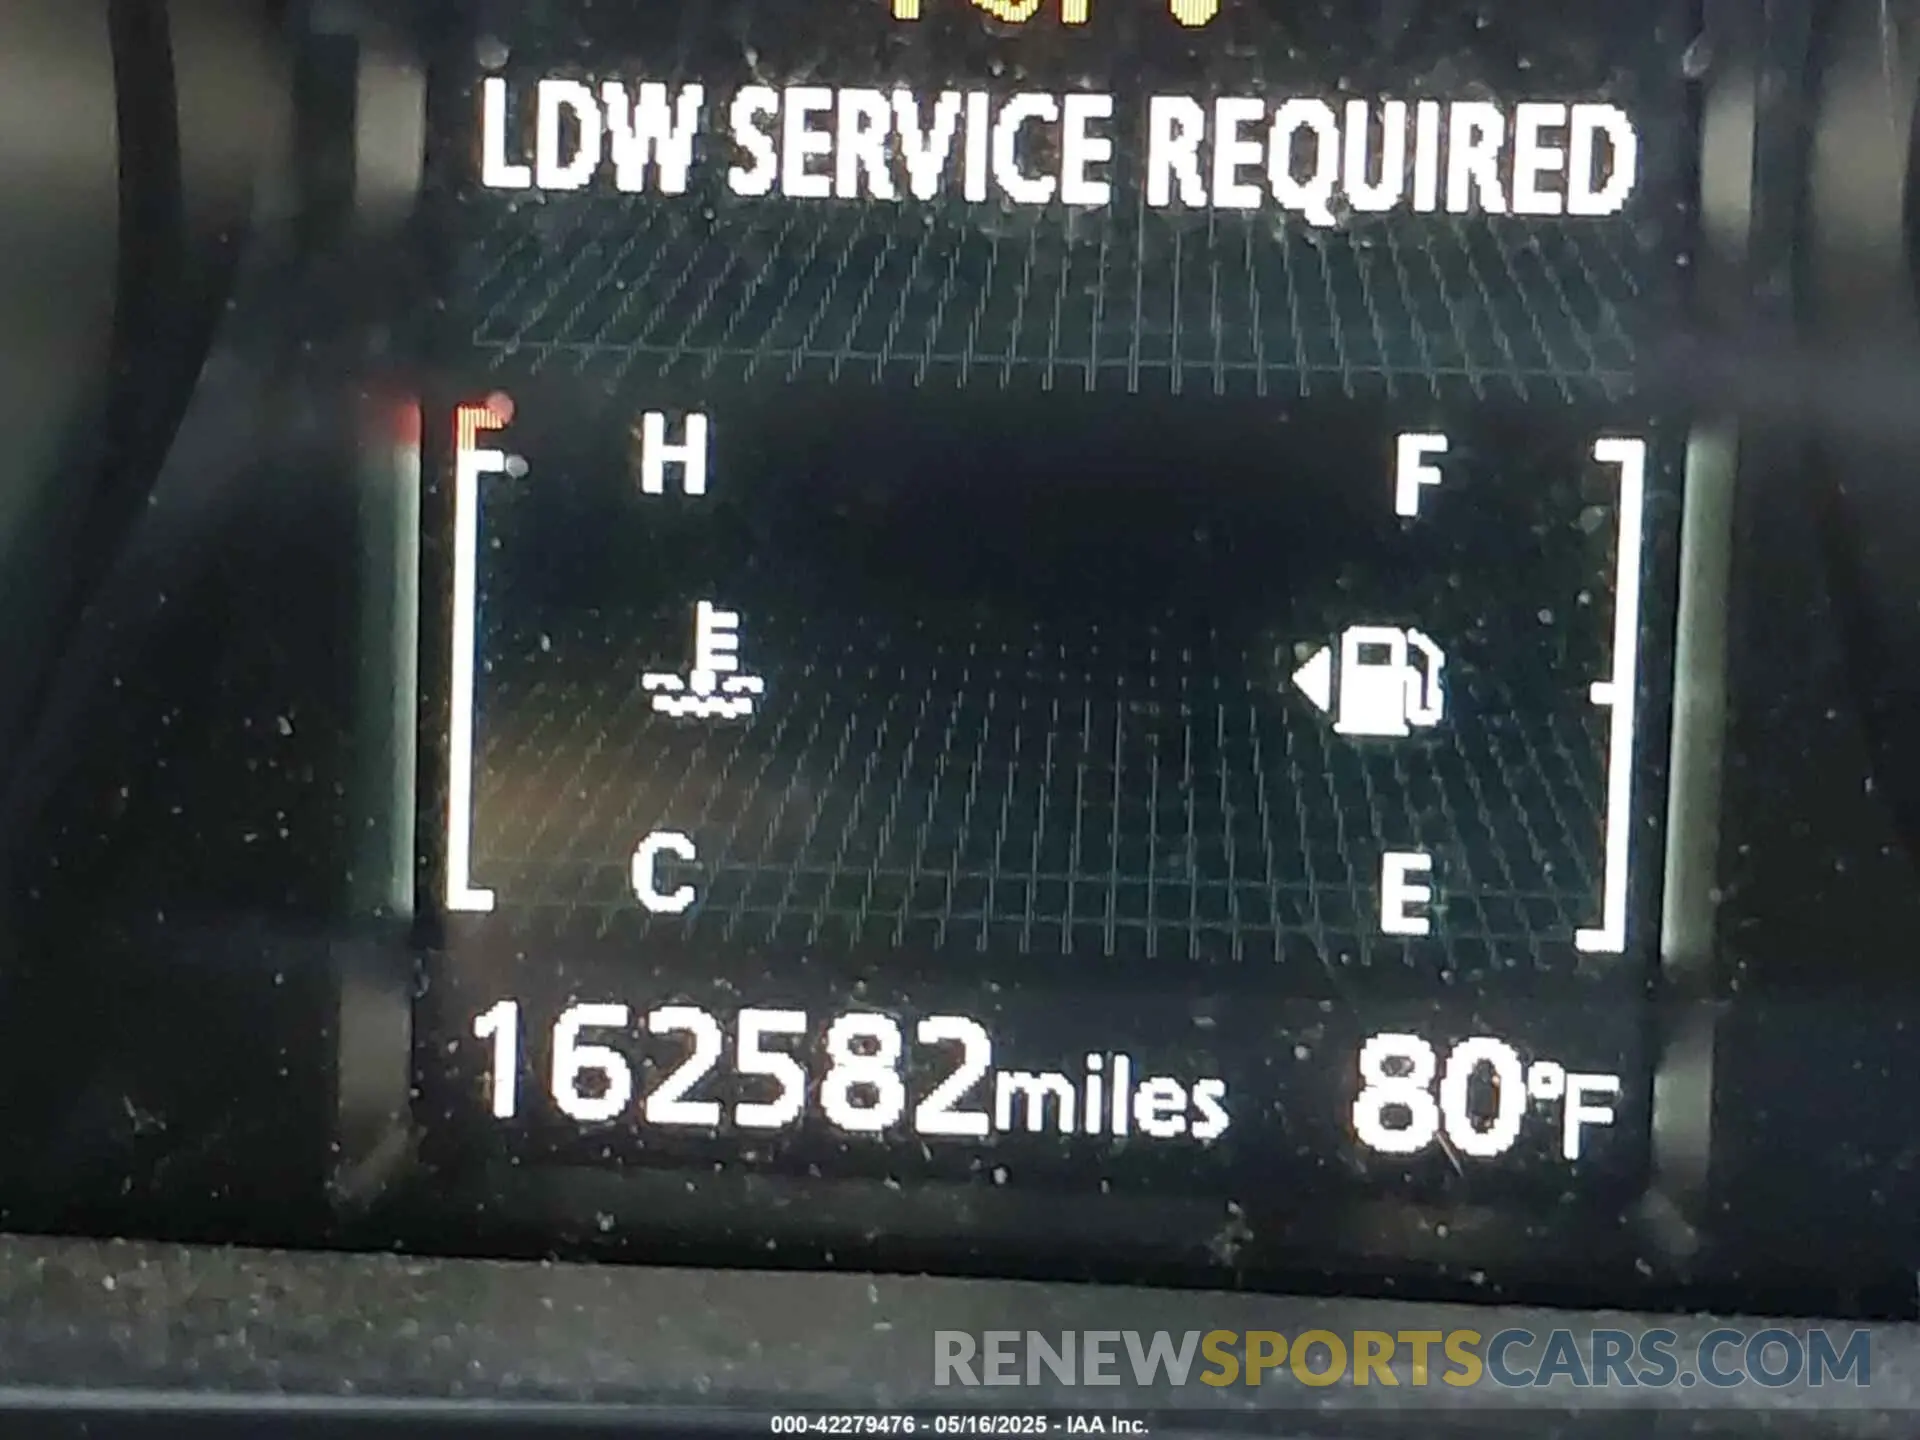 LDW SERVICE REQUIRED
H F
C E
162582miles 80°F
RENEWSPORTSCARS.COM
000-42279476 - 05/16/2025 - IAA Inc.